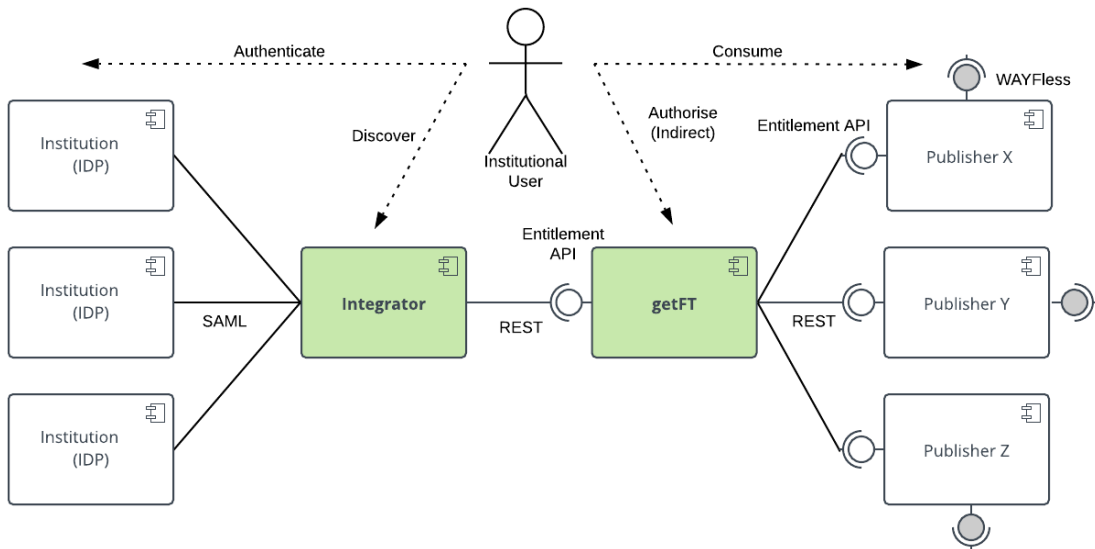 Authenticate
Consume
WAYFless
Discover
Authorise
(Indirect)
Entitlement API
Institution
(IDP)
Institutional
User
Publisher X
Entitlement
API
Institution
(IDP)
SAML
Integrator
REST
getFT
REST
Publisher Y
Institution
(IDP)
Publisher Z